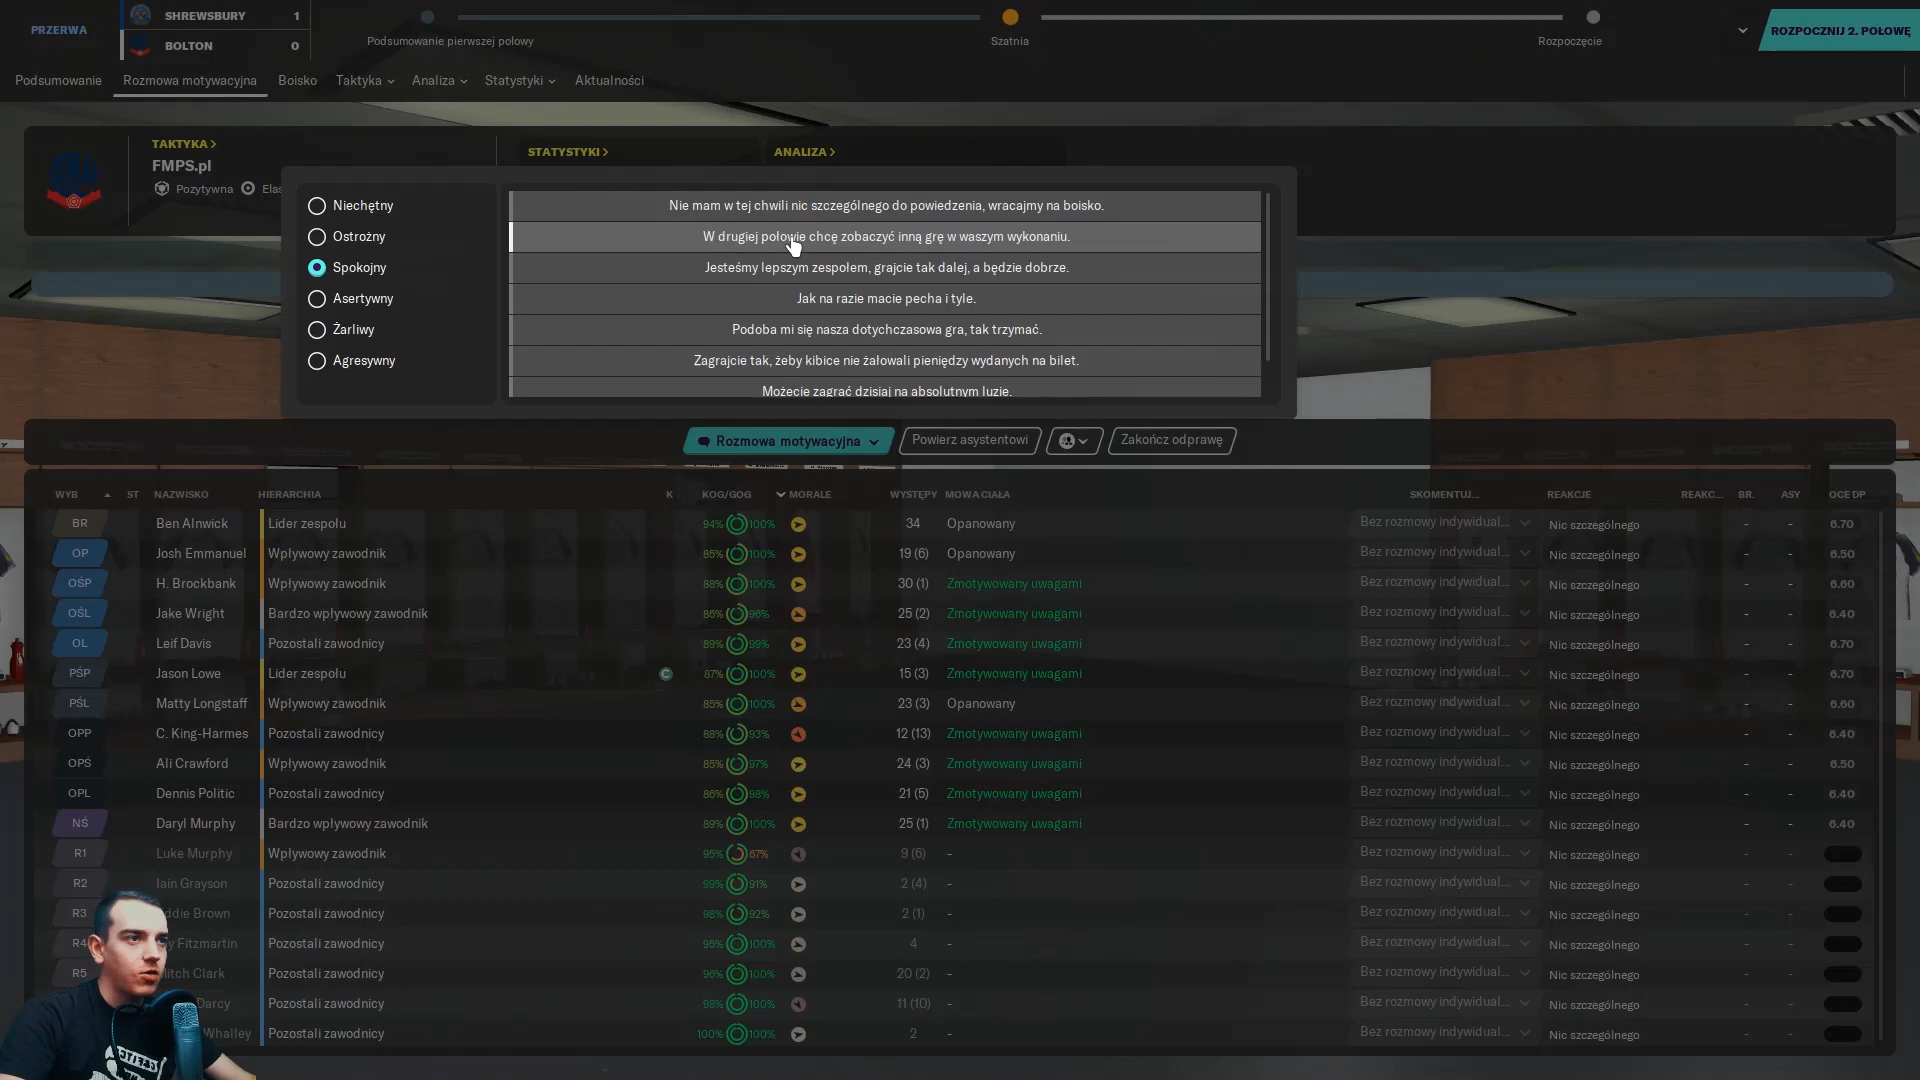 PRZERWA
SHREWSBURY 1
BOLTON 0
Podsumowanie pierwszej połowy
Szatnia
Rozpoczęcie
ROZPOCZNIJ 2. POŁOWĘ
Podsumowanie
Rozmowa motywacyjna
Boisko
Taktyka
Analiza
Statystyki
Aktualności
TAKTYKA
FMPS.pl
Pozytywna
Elas
STATYSTYKI
ANALIZA
Niechętny
Ostrożny
Spokojny
Asertywny
Żarliwy
Agresywny
Nie mam w tej chwili nic szczególnego do powiedzenia, wracajmy na boisko.
W drugiej połowie chcę zobaczyć inną grę w waszym wykonaniu.
Jesteśmy lepszym zespołem, grajcie tak dalej, a będzie dobrze.
Jak na razie macie pecha i tyle.
Podoba mi się nasza dotychczasowa gra, tak trzymać.
Zagrajcie tak, żeby kibice nie żałowali pieniędzy wydanych na bilet.
Możecie zagrać dzisiaj na absolutnym luzie.
Rozmowa motywacyjna
Powierz asystentowi
Zakończ odprawę
WYB ST NAZWISKO HIERARCHIA K KOG/GOG MORALE WYSTĘPY MOWA CIAŁA SKOMENTUJ... REAKCJE REAKC... BR. ASY OCE DP
BR Ben Alnwick Lider zespołu 94% 100% 34 Opanowany Bez rozmowy indywidual... Nic szczególnego - - 6.70
OP Josh Emmanuel Wpływowy zawodnik 85% 100% 19 (6) Opanowany Bez rozmowy indywidual... Nic szczególnego - - 6.50
OŚP H. Brockbank Wpływowy zawodnik 88% 100% 30 (1) Zmotywowany uwagami Bez rozmowy indywidual... Nic szczególnego - - 6.60
OŚL Jake Wright Bardzo wpływowy zawodnik 86% 96% 25 (2) Zmotywowany uwagami Bez rozmowy indywidual... Nic szczególnego - - 6.40
OL Leif Davis Pozostali zawodnicy 89% 99% 23 (4) Zmotywowany uwagami Bez rozmowy indywidual... Nic szczególnego - - 6.70
PŚP Jason Lowe Lider zespołu C 87% 100% 15 (3) Zmotywowany uwagami Bez rozmowy indywidual... Nic szczególnego - - 6.70
PŚL Matty Longstaff Wpływowy zawodnik 85% 100% 23 (3) Opanowany Bez rozmowy indywidual... Nic szczególnego - - 6.60
OPP C. King-Harmes Pozostali zawodnicy 88% 93% 12 (13) Zmotywowany uwagami Bez rozmowy indywidual... Nic szczególnego - - 6.40
OPŚ Ali Crawford Wpływowy zawodnik 85% 97% 24 (3) Zmotywowany uwagami Bez rozmowy indywidual... Nic szczególnego - - 6.50
OPL Dennis Politic Pozostali zawodnicy 86% 98% 21 (5) Zmotywowany uwagami Bez rozmowy indywidual... Nic szczególnego - - 6.40
NŚ Daryl Murphy Bardzo wpływowy zawodnik 89% 100% 25 (1) Zmotywowany uwagami Bez rozmowy indywidual... Nic szczególnego - - 6.40
R1 Luke Murphy Wpływowy zawodnik 95% 67% 9 (6) - Bez rozmowy indywidual... Nic szczególnego - -
R2 Iain Grayson Pozostali zawodnicy 99% 91% 2 (4) - Bez rozmowy indywidual... Nic szczególnego - -
R3 ddie Brown Pozostali zawodnicy 98% 92% 2 (1) - Bez rozmowy indywidual... Nic szczególnego - -
R4 y Fitzmartin Pozostali zawodnicy 95% 100% 4 - Bez rozmowy indywidual... Nic szczególnego - -
R5 litch Clark Pozostali zawodnicy 96% 100% 20 (2) - Bez rozmowy indywidual... Nic szczególnego - -
Darcy Pozostali zawodnicy 98% 100% 11 (10) - Bez rozmowy indywidual... Nic szczególnego - -
Whalley Pozostali zawodnicy 100% 100% 2 - Bez rozmowy indywidual... Nic szczególnego - -